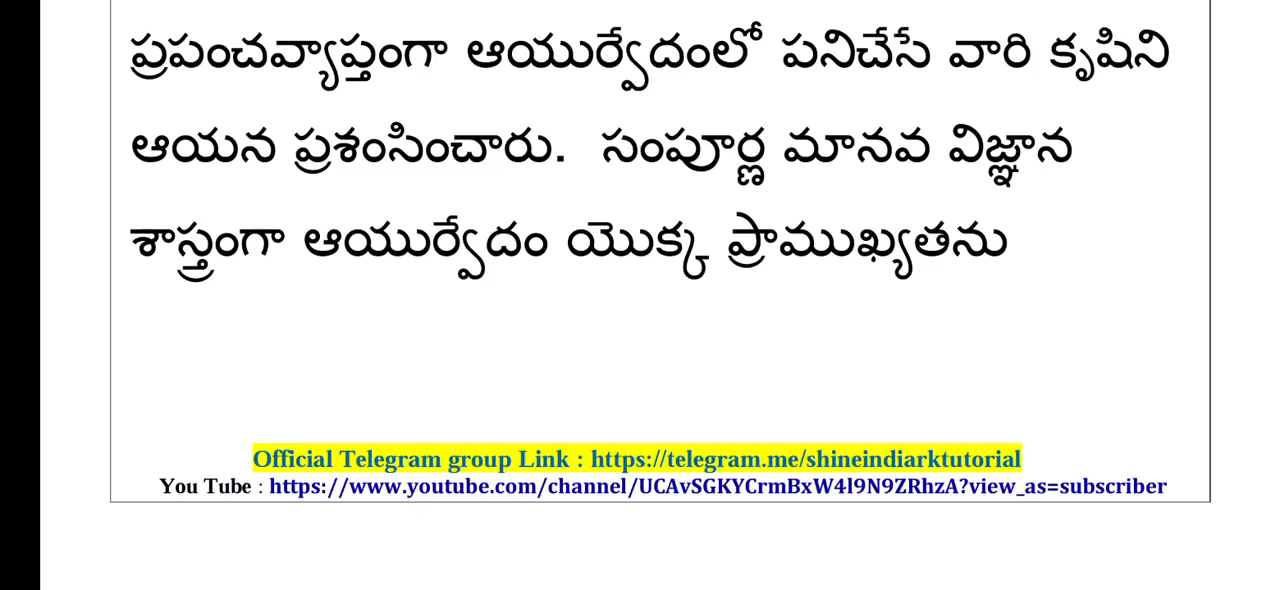 ప్రపంచవ్యాప్తంగా ఆయుర్వేదంలో పనిచేసే వారి కృషిని
ఆయన ప్రశంసించారు. సంపూర్ణ మానవ విజ్ఞాన
శాస్త్రంగా ఆయుర్వేదం యొక్క ప్రాముఖ్యతను
Official Telegram group Link : https://telegram.me/shineindiarktutorial
You Tube : https://www.youtube.com/channel/UCAvSGKYCrmBxW4l9N9ZRhzA?view_as=subscriber